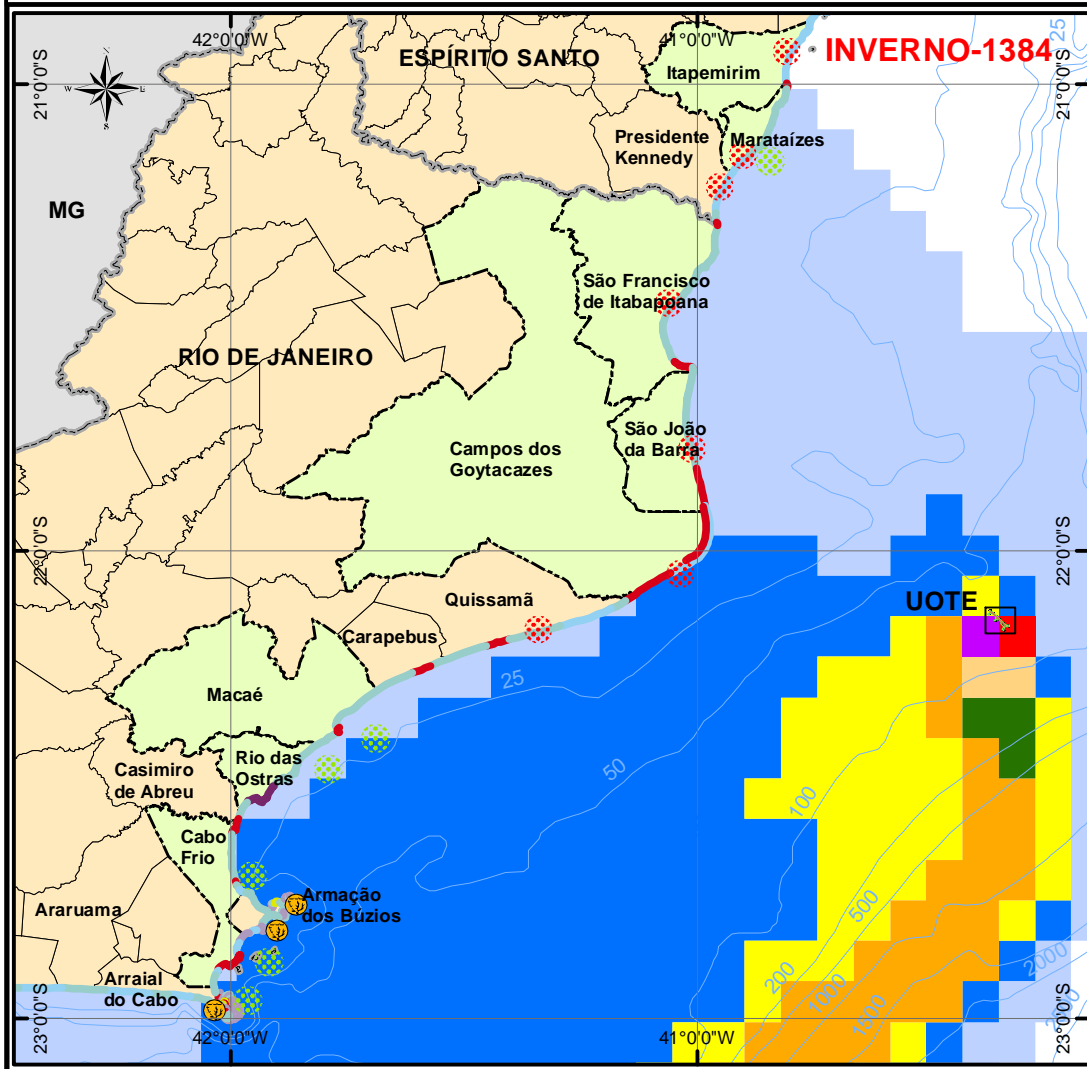 42°0'0"W
41°0'0"W
25
ESPÍRITO SANTO
INVERNO-1384
Itapemirim
N
W
L
S
21°0'0"S
21°0'0"S
Presidente
Kennedy
Marataízes
MG
São Francisco
de Itabapoana
RIO DE JANEIRO
São João
da Barra
Campos dos
Goytacazes
22°0'0"S
22°0'0"S
Quissamã
UOTE
Carapebus
25
Macaé
50
100
Rio das
Ostras
Casimiro
de Abreu
Cabo
Frio
Armação
dos Búzios
Araruama
500
200
1000
1500
2000
Arraial
do Cabo
23°0'0"S
23°0'0"S
42°0'0"W
41°0'0"W